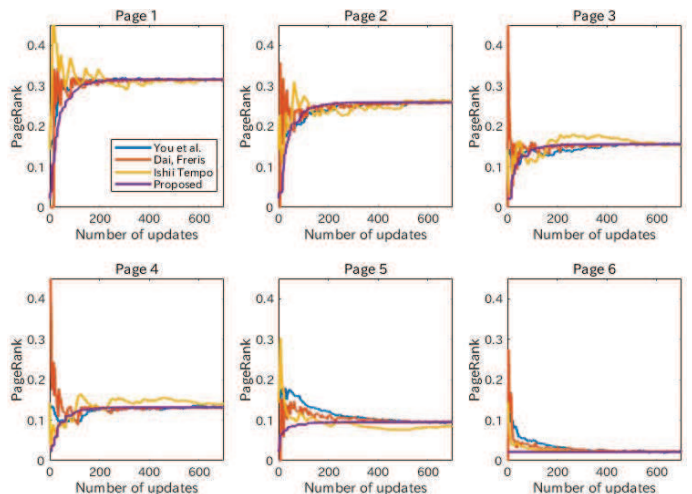 Page 1
Page 2
Page 3
0.4
0.3
0.2
0.1
0
PageRank
You et al.
Dai, Freris
Ishii Tempo
Proposed
0 200 400 600
Number of updates
0.4
0.3
0.2
0.1
0
PageRank
0 200 400 600
Number of updates
0.4
0.3
0.2
0.1
0
PageRank
0 200 400 600
Number of updates
Page 4
Page 5
Page 6
0.4
0.3
0.2
0.1
0
PageRank
0 200 400 600
Number of updates
0.4
0.3
0.2
0.1
0
PageRank
0 200 400 600
Number of updates
0.4
0.3
0.2
0.1
0
PageRank
0 200 400 600
Number of updates